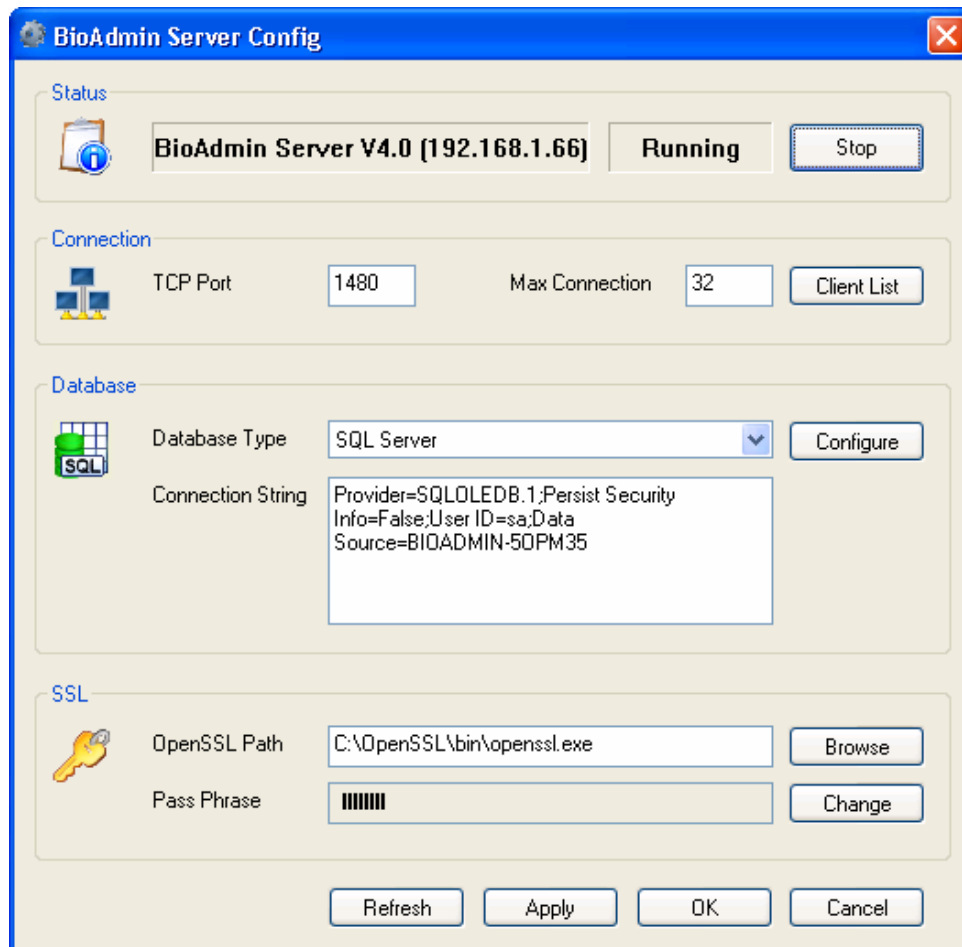 BioAdmin Server Config
Status
BioAdmin Server V4.0 (192.168.1.66)
Running
Stop
Connection
TCP Port
1480
Max Connection
32
Client List
Database
SQL
Database Type
SQL Server
Configure
Connection String
Provider=SQLOLEDB.1;Persist Security
Info=False;User ID=sa;Data
Source=BIOADMIN-5OPM35
SSL
OpenSSL Path
C:\OpenSSL\bin\openssl.exe
Browse
Pass Phrase
Change
Refresh
Apply
OK
Cancel